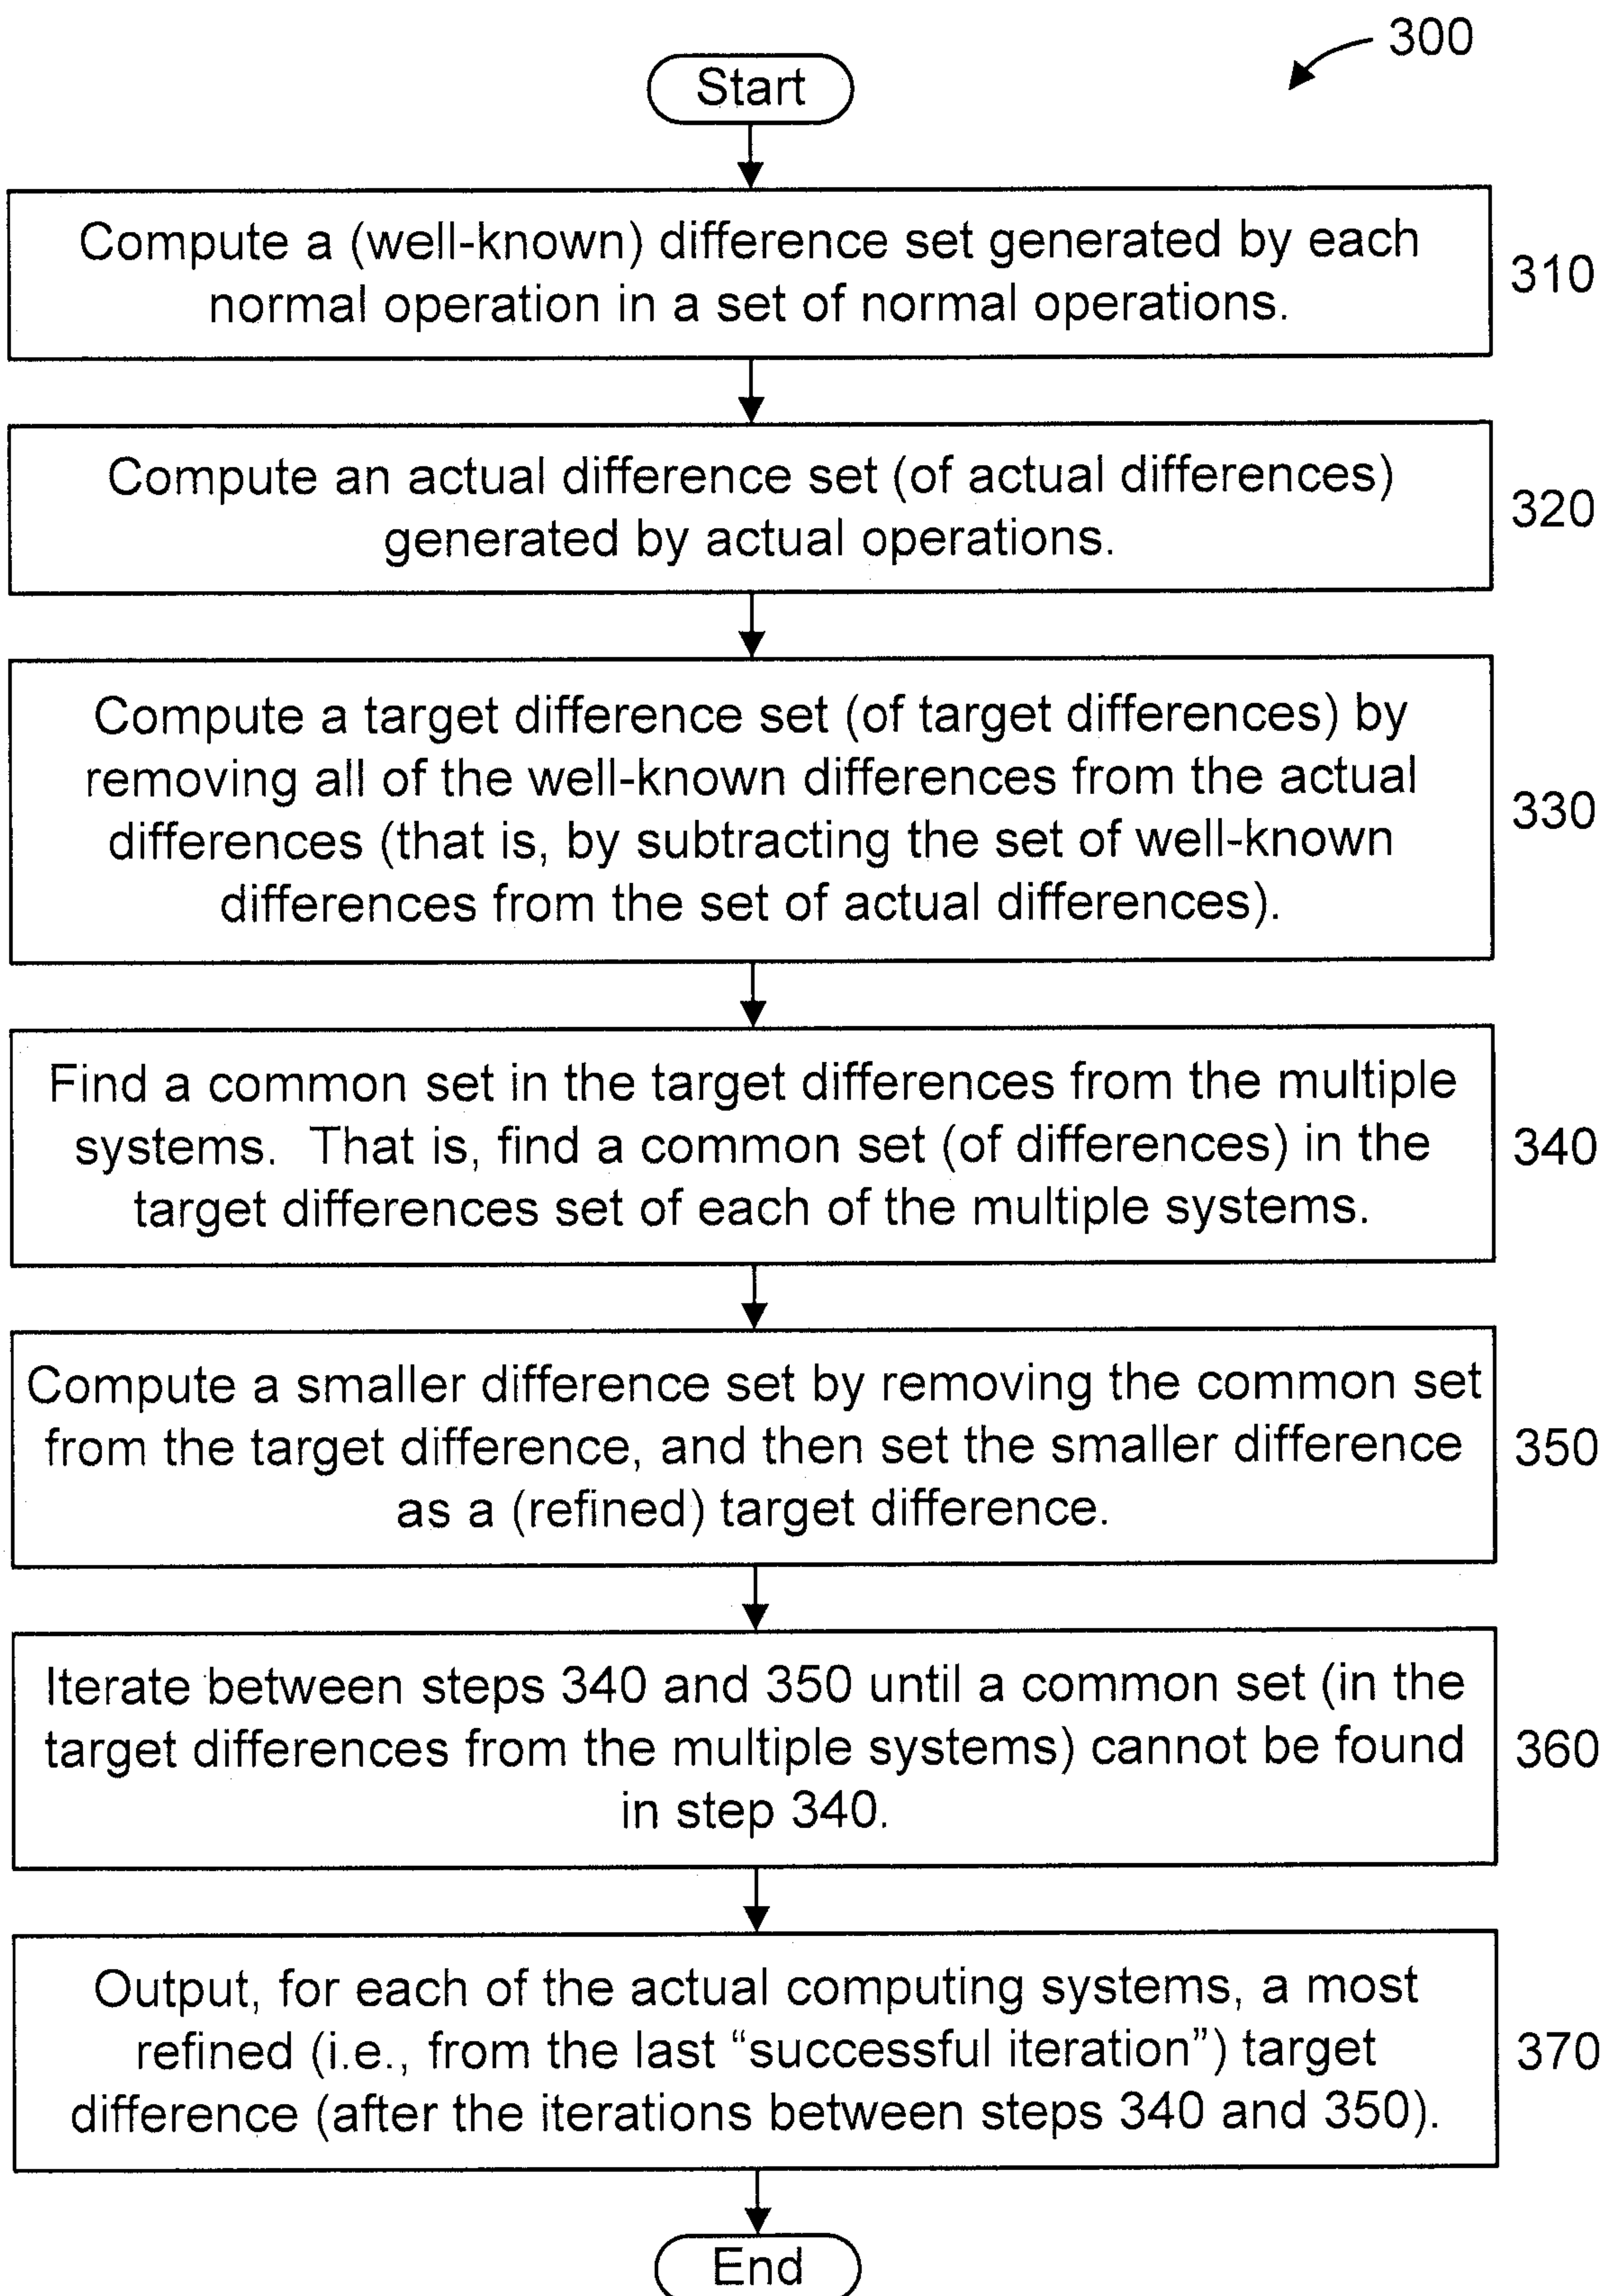 300
Start
Compute a (well-known) difference set generated by each
normal operation in a set of normal operations.
310
Compute an actual difference set (of actual differences)
generated by actual operations.
320
Compute a target difference set (of target differences) by
removing all of the well-known differences from the actual
differences (that is, by subtracting the set of well-known
differences from the set of actual differences).
330
Find a common set in the target differences from the multiple
systems.  That is, find a common set (of differences) in the
target differences set of each of the multiple systems.
340
Compute a smaller difference set by removing the common set
from the target difference, and then set the smaller difference
as a (refined) target difference.
350
Iterate between steps 340 and 350 until a common set (in the
target differences from the multiple systems) cannot be found
in step 340.
360
Output, for each of the actual computing systems, a most
refined (i.e., from the last “successful iteration”) target
difference (after the iterations between steps 340 and 350).
370
End